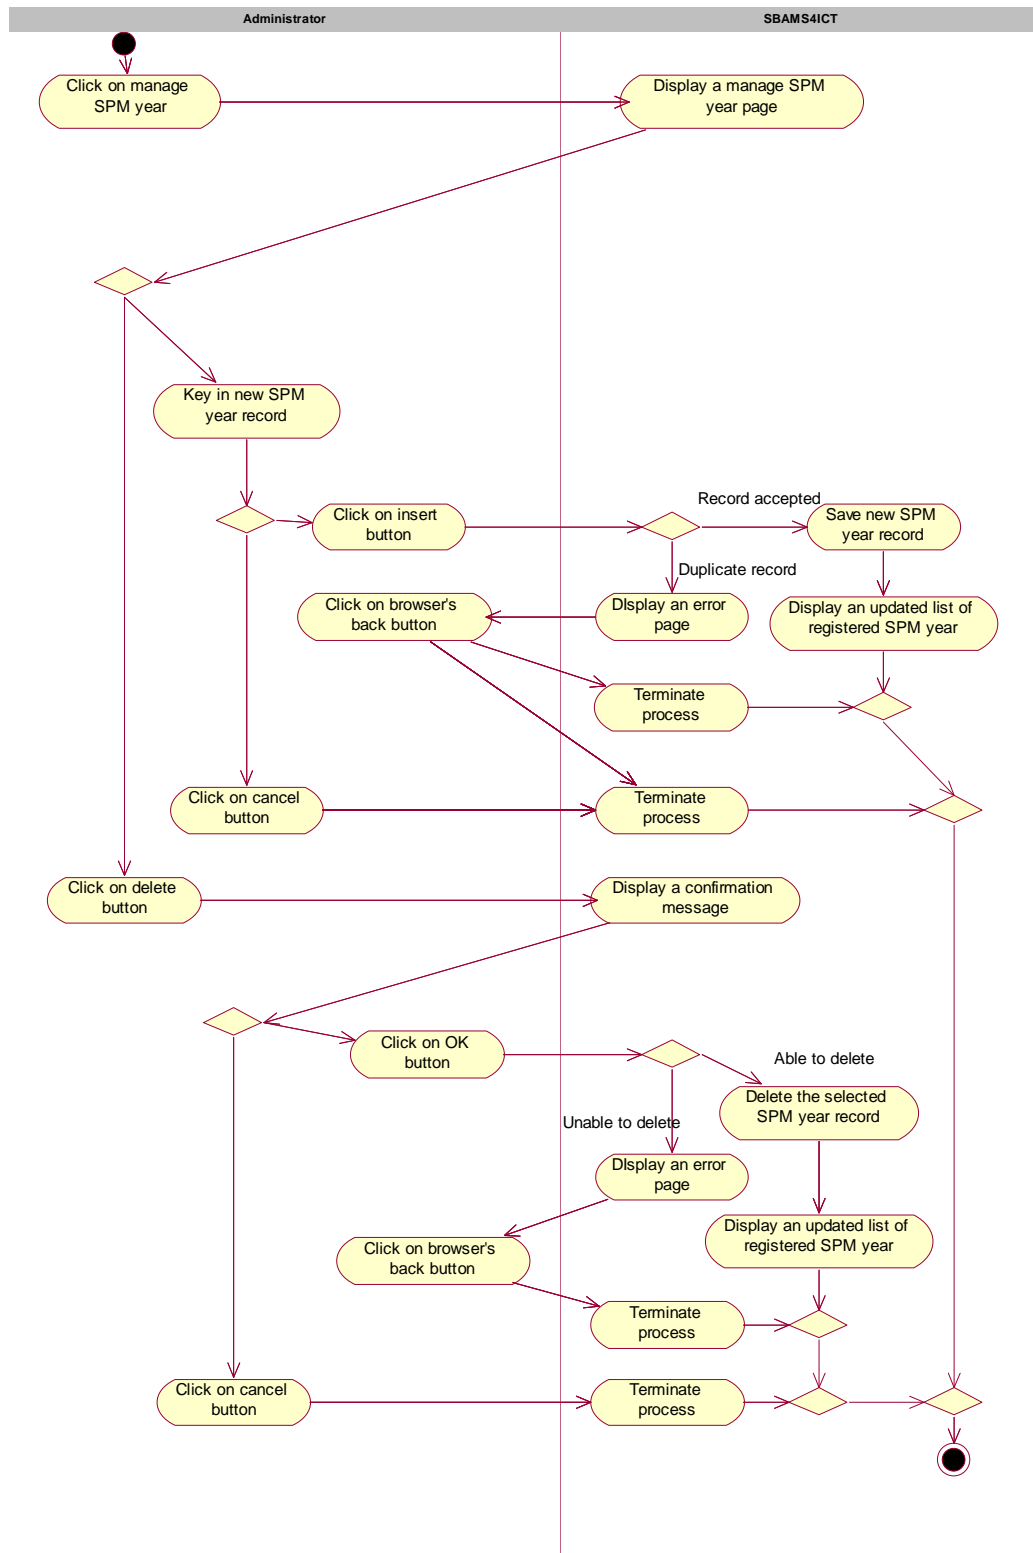 Administrator
SBAMS4ICT
Click on manage
SPM year
Display a manage SPM
year page
Key in new SPM
year record
Record accepted
Click on insert
button
Save new SPM
year record
Duplicate record
Click on browser's
back button
DIsplay an error
page
Display an updated list of
registered SPM year
Terminate
process
Click on cancel
button
Terminate
process
Click on delete
button
Display a confirmation
message
Click on OK
button
Able to delete
Delete the selected
SPM year record
Unable to delete
DIsplay an error
page
Display an updated list of
registered SPM year
Click on browser's
back button
Terminate
process
Click on cancel
button
Terminate
process